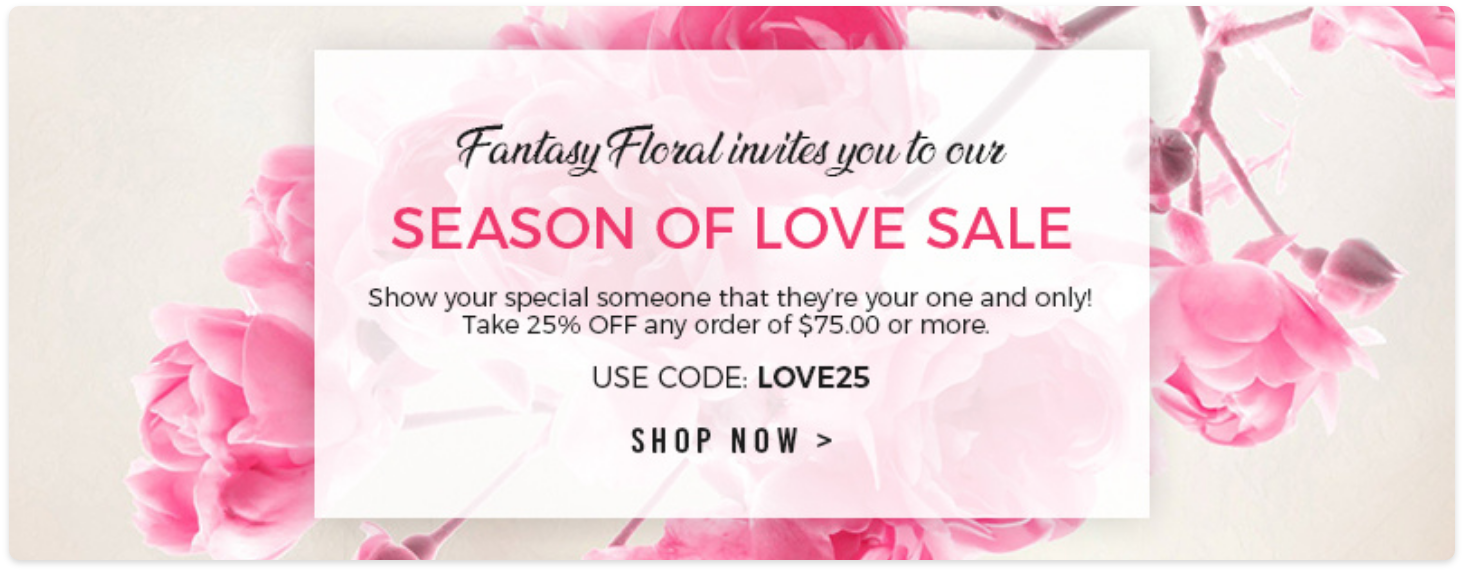 Fantasy Floral invites you to our
SEASON OF LOVE SALE
Show your special someone that they're your one and only!
Take 25% OFF any order of $75.00 or more.
USE CODE: LOVE25
SHOP NOW >